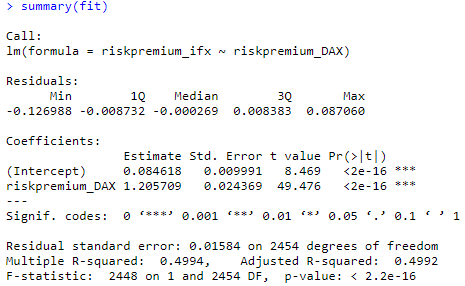 > summary(fit)
Call:
lm(formula = riskpremium_ifx ~ riskpremium_DAX)
Residuals:
      Min        1Q    Median        3Q       Max
-0.126988 -0.008732 -0.000269  0.008383  0.087060
Coefficients:
                Estimate Std. Error t value Pr(>|t|)
(Intercept)     0.084618   0.009991   8.469   <2e-16 ***
riskpremium_DAX 1.205709   0.024369  49.476   <2e-16 ***
---
Signif. codes:  0 ‘***’ 0.001 ‘**’ 0.01 ‘*’ 0.05 ‘.’ 0.1 ‘ ’ 1
Residual standard error: 0.01584 on 2454 degrees of freedom
Multiple R-squared:  0.4994,    Adjusted R-squared:  0.4992
F-statistic:  2448 on 1 and 2454 DF,  p-value: < 2.2e-16